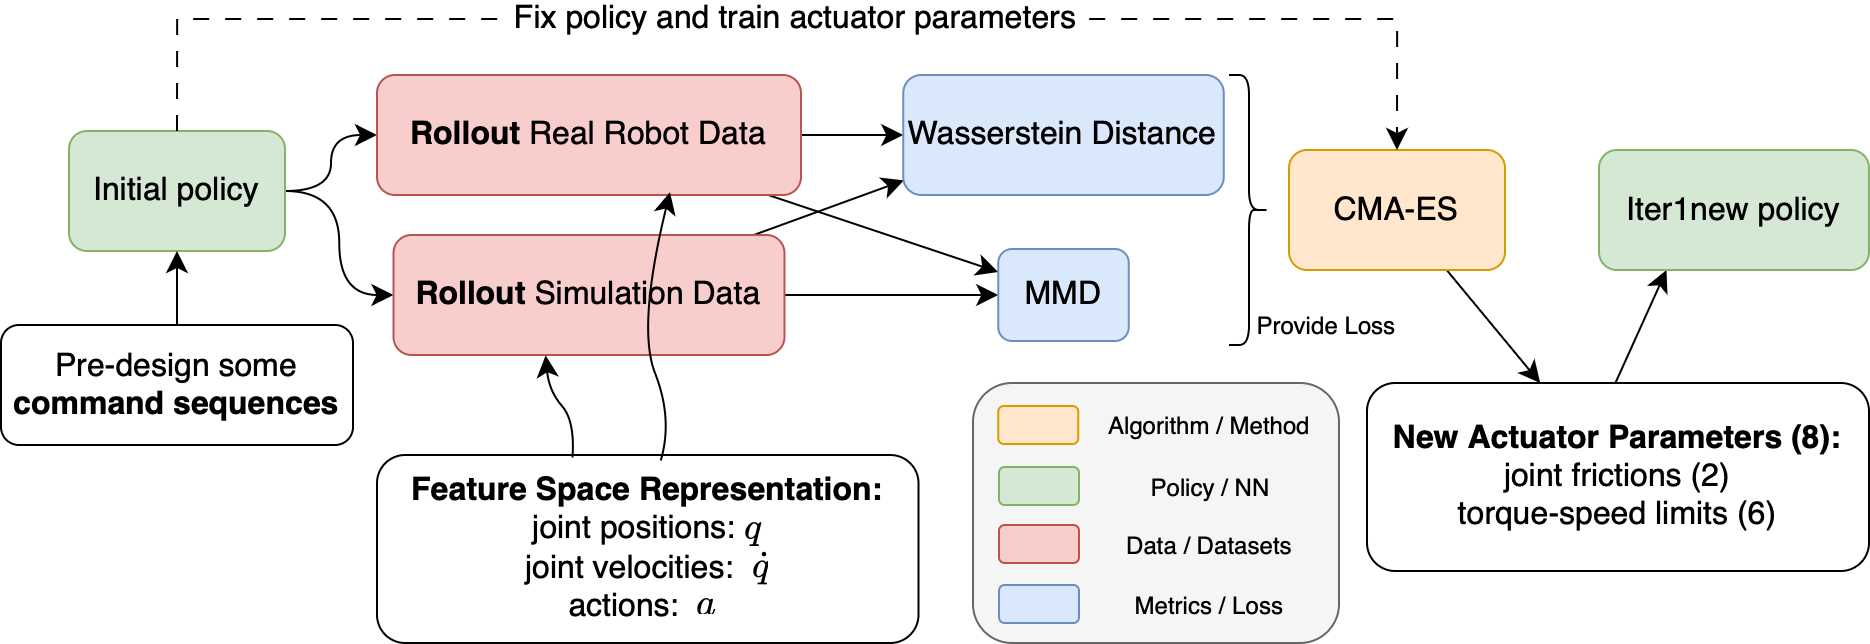 Fix policy and train actuator parameters
Initial policy
Rollout Real Robot Data
Wasserstein Distance
CMA-ES
Iter1new policy
Rollout Simulation Data
MMD
Provide Loss
Pre-design some
command sequences
Feature Space Representation:
joint positions: q
joint velocities: q̇
actions: a
Algorithm / Method
Policy / NN
Data / Datasets
Metrics / Loss
New Actuator Parameters (8):
joint frictions (2)
torque-speed limits (6)